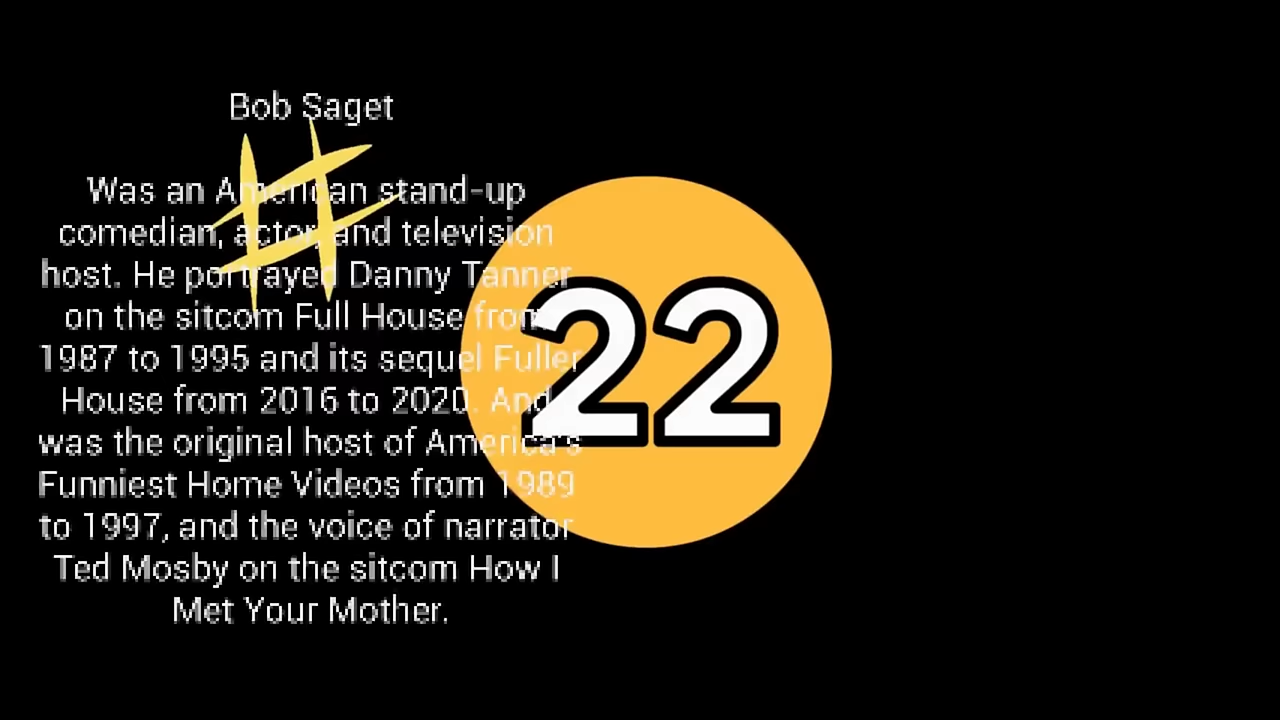 Bob Saget
#
Was an American stand-up
comedian, actor, and television
host. He portrayed Danny Tanner
on the sitcom Full House from
1987 to 1995 and its sequel Fuller
House from 2016 to 2020. And
was the original host of America's
Funniest Home Videos from 1989
to 1997, and the voice of narrator
Ted Mosby on the sitcom How I
Met Your Mother.
22